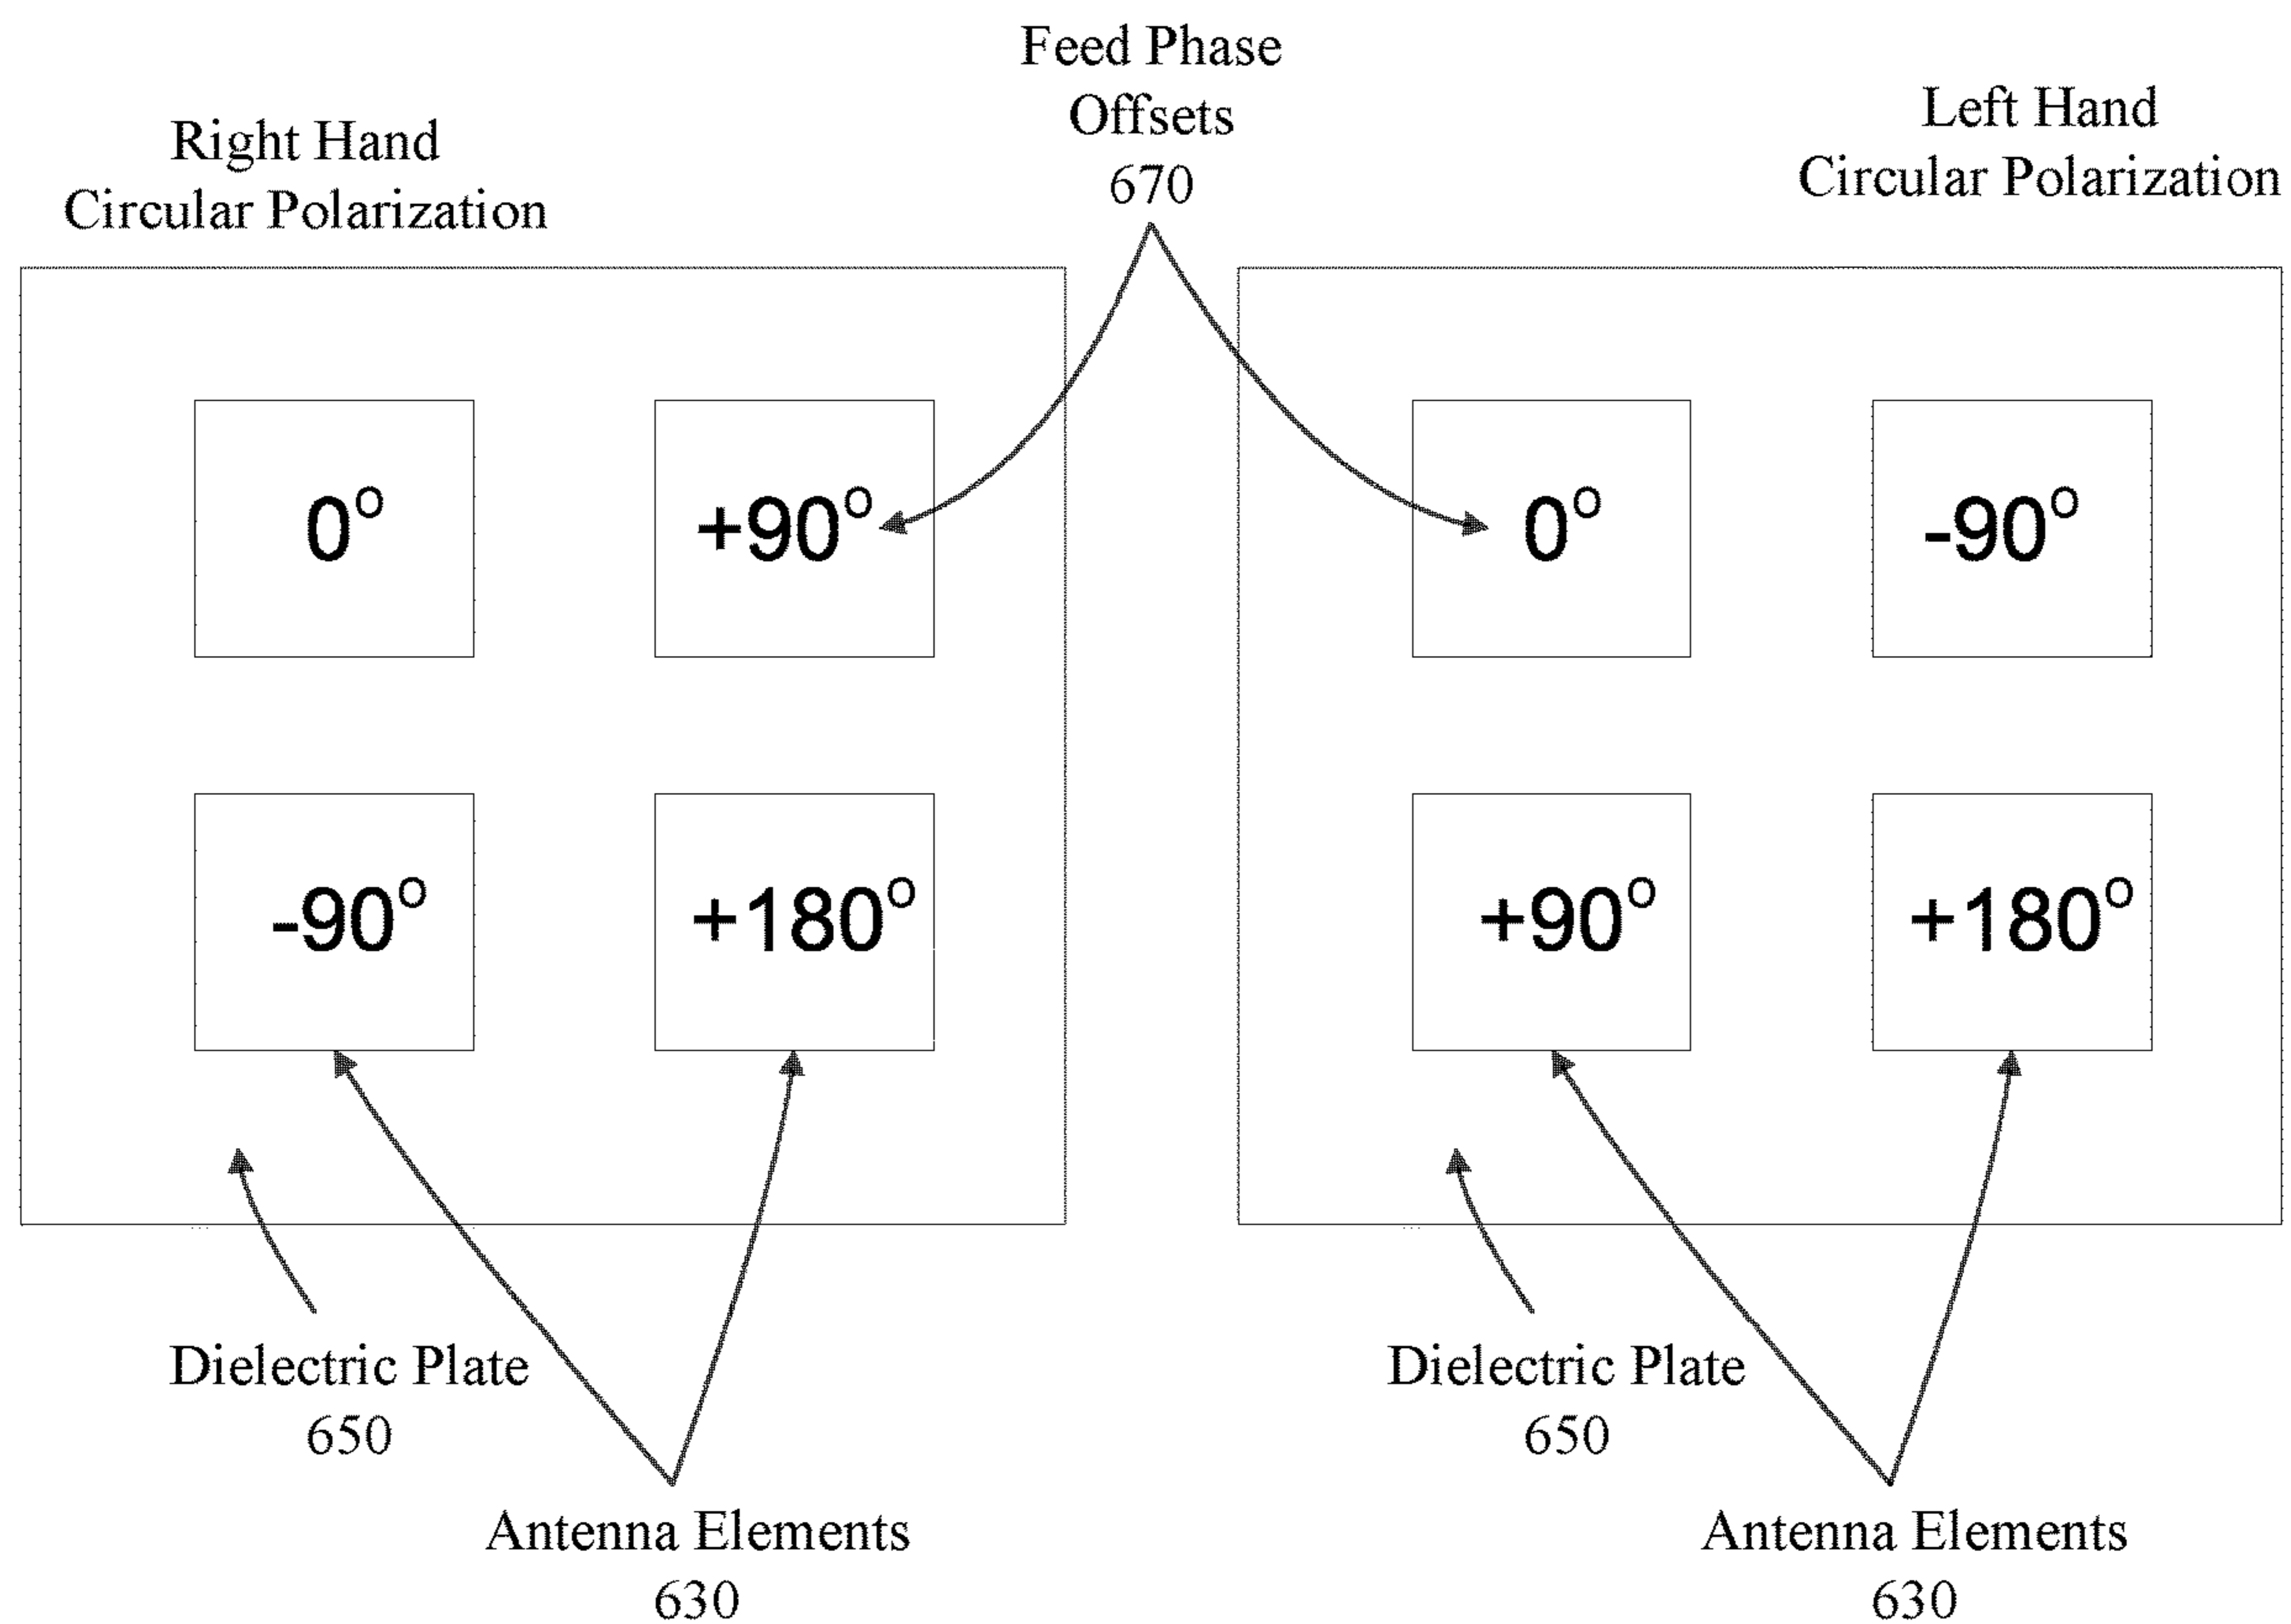 Feed Phase
Offsets
670
Right Hand
Circular Polarization
Left Hand
Circular Polarization
0° +90°
-90° +180°
0° -90°
+90° +180°
Dielectric Plate
650
Antenna Elements
630
Dielectric Plate
650
Antenna Elements
630